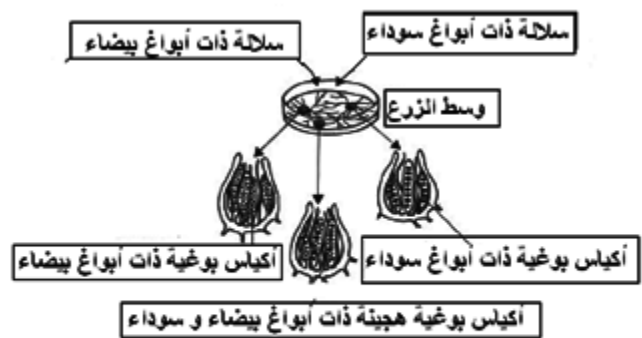 سلالة ذات أبواغ سوداء
سلالة ذات أبواغ بيضاء
وسط الزرع
أكياس بوغية ذات أبواغ سوداء
أكياس بوغية ذات أبواغ بيضاء
أكياس بوغية هجينة ذات أبواغ بيضاء و سوداء